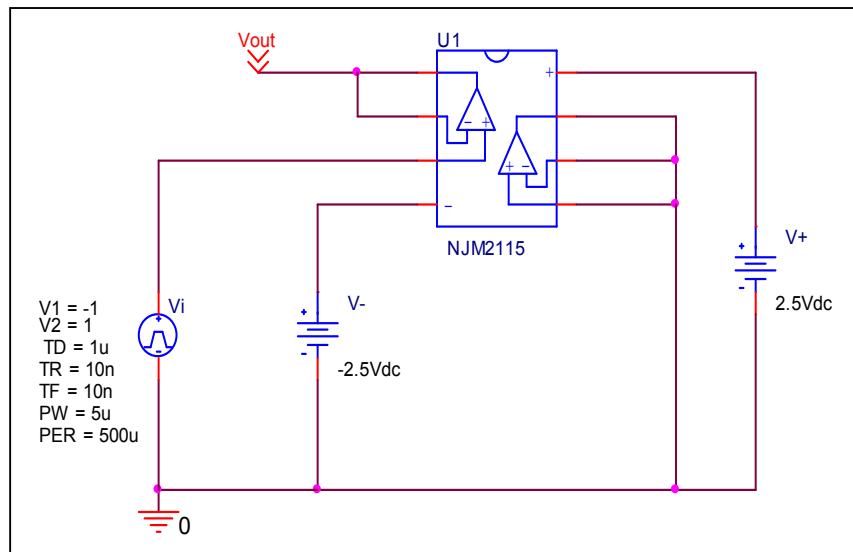 Vout
U1
+
- +
+ -
-
NJM2115
V+
+
-
2.5Vdc
V-
+
-
-2.5Vdc
Vi
+
-
V1 = -1
V2 = 1
TD = 1u
TR = 10n
TF = 10n
PW = 5u
PER = 500u
0